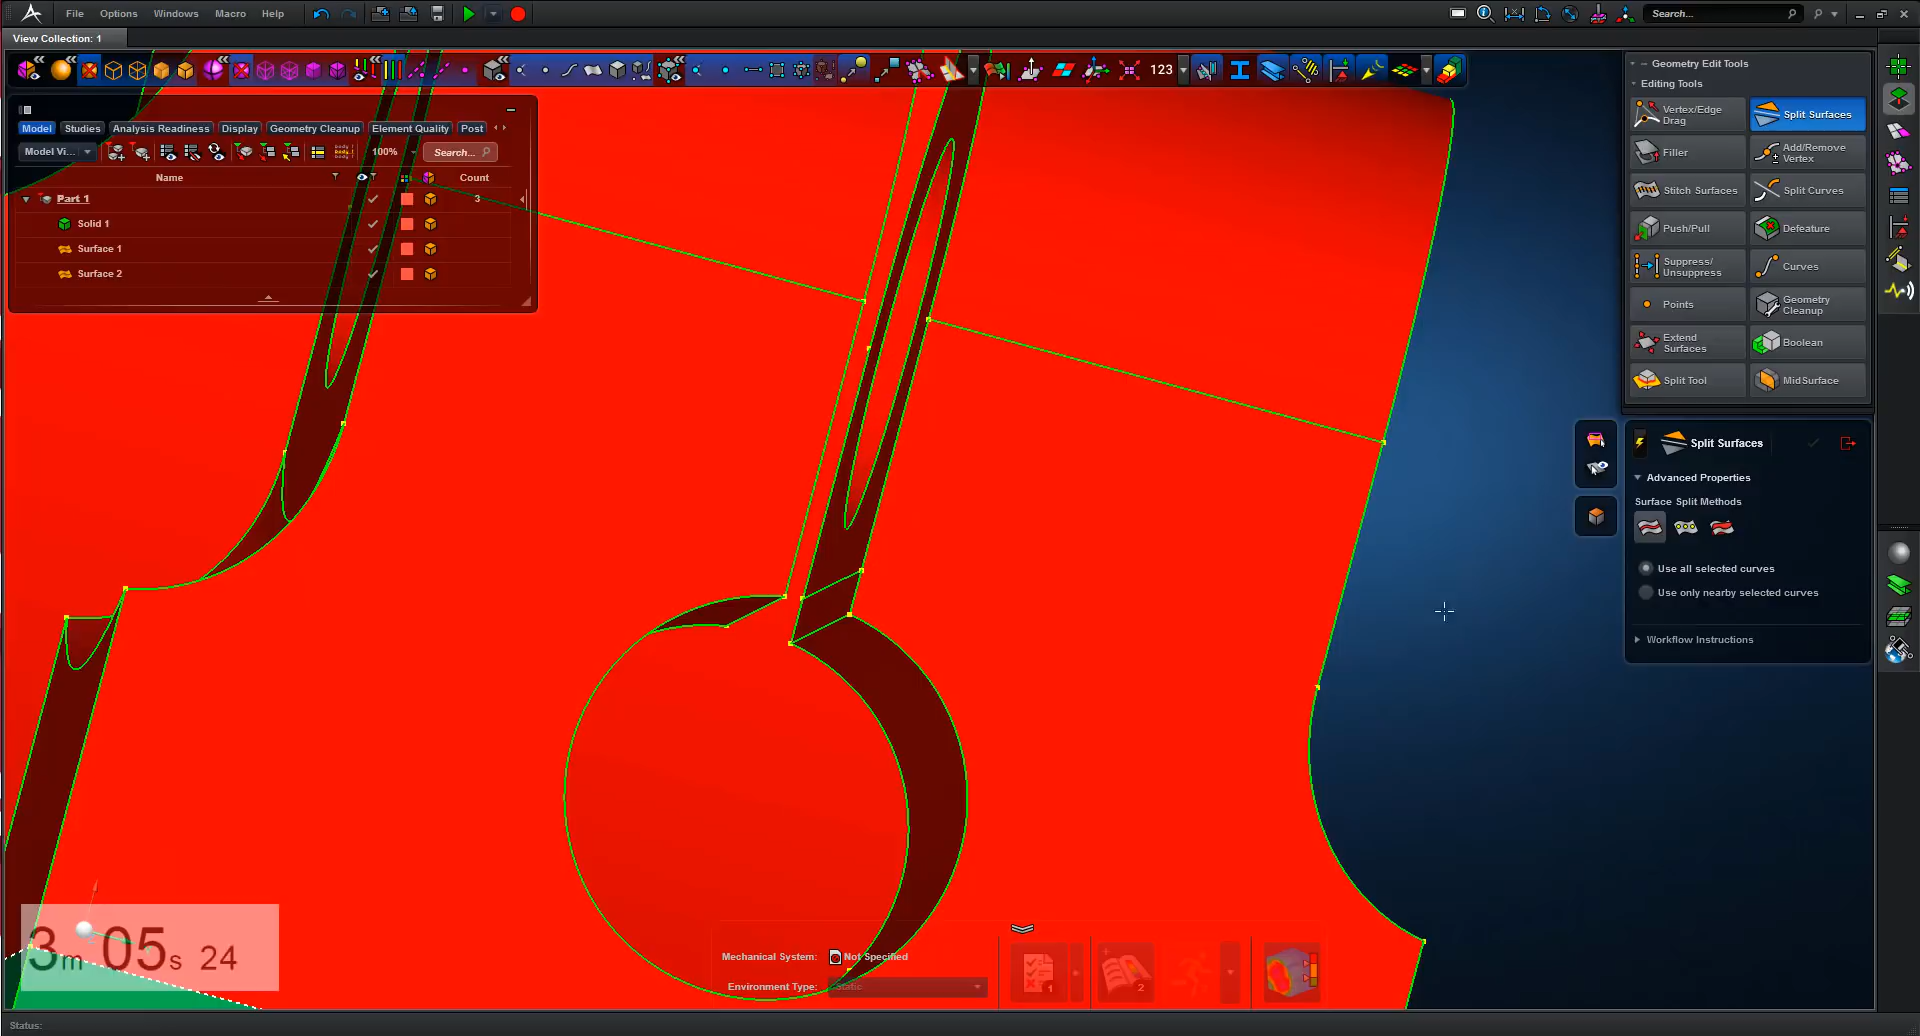 File Options Windows Macro Help
Search...
View Collection: 1
123
Model Studies Analysis Readiness Display Geometry Cleanup Element Quality Post
Model Vi... 100% Search...
Name Count
Part 1 3
Solid 1
Surface 1
Surface 2
Geometry Edit Tools
Editing Tools
Vertex/Edge Drag
Split Surfaces
Filler
Add/Remove Vertex
Stitch Surfaces
Split Curves
Push/Pull
Defeature
Suppress/Unsuppress
Curves
Points
Geometry Cleanup
Extend Surfaces
Boolean
Split Tool
MidSurface
Split Surfaces
Advanced Properties
Surface Split Methods
Use all selected curves
Use only nearby selected curves
Workflow Instructions
3m 05s 24
Mechanical System: Not Specified
Environment Type: Static
1
2
Status: